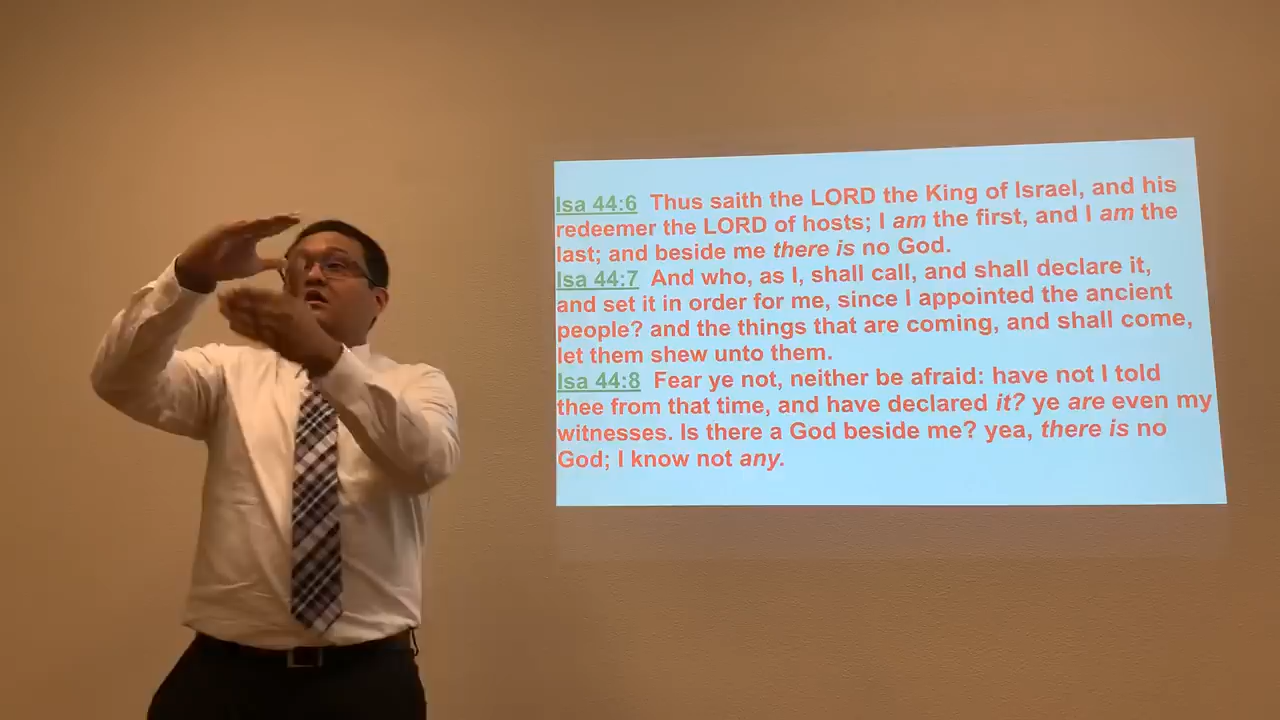 Isa 44:6 Thus saith the LORD the King of Israel, and his
redeemer the LORD of hosts; I am the first, and I am the
last; and beside me there is no God.
Isa 44:7 And who, as I, shall call, and shall declare it,
and set it in order for me, since I appointed the ancient
people? and the things that are coming, and shall come,
let them shew unto them.
Isa 44:8 Fear ye not, neither be afraid: have not I told
thee from that time, and have declared it? ye are even my
witnesses. Is there a God beside me? yea, there is no
God; I know not any.